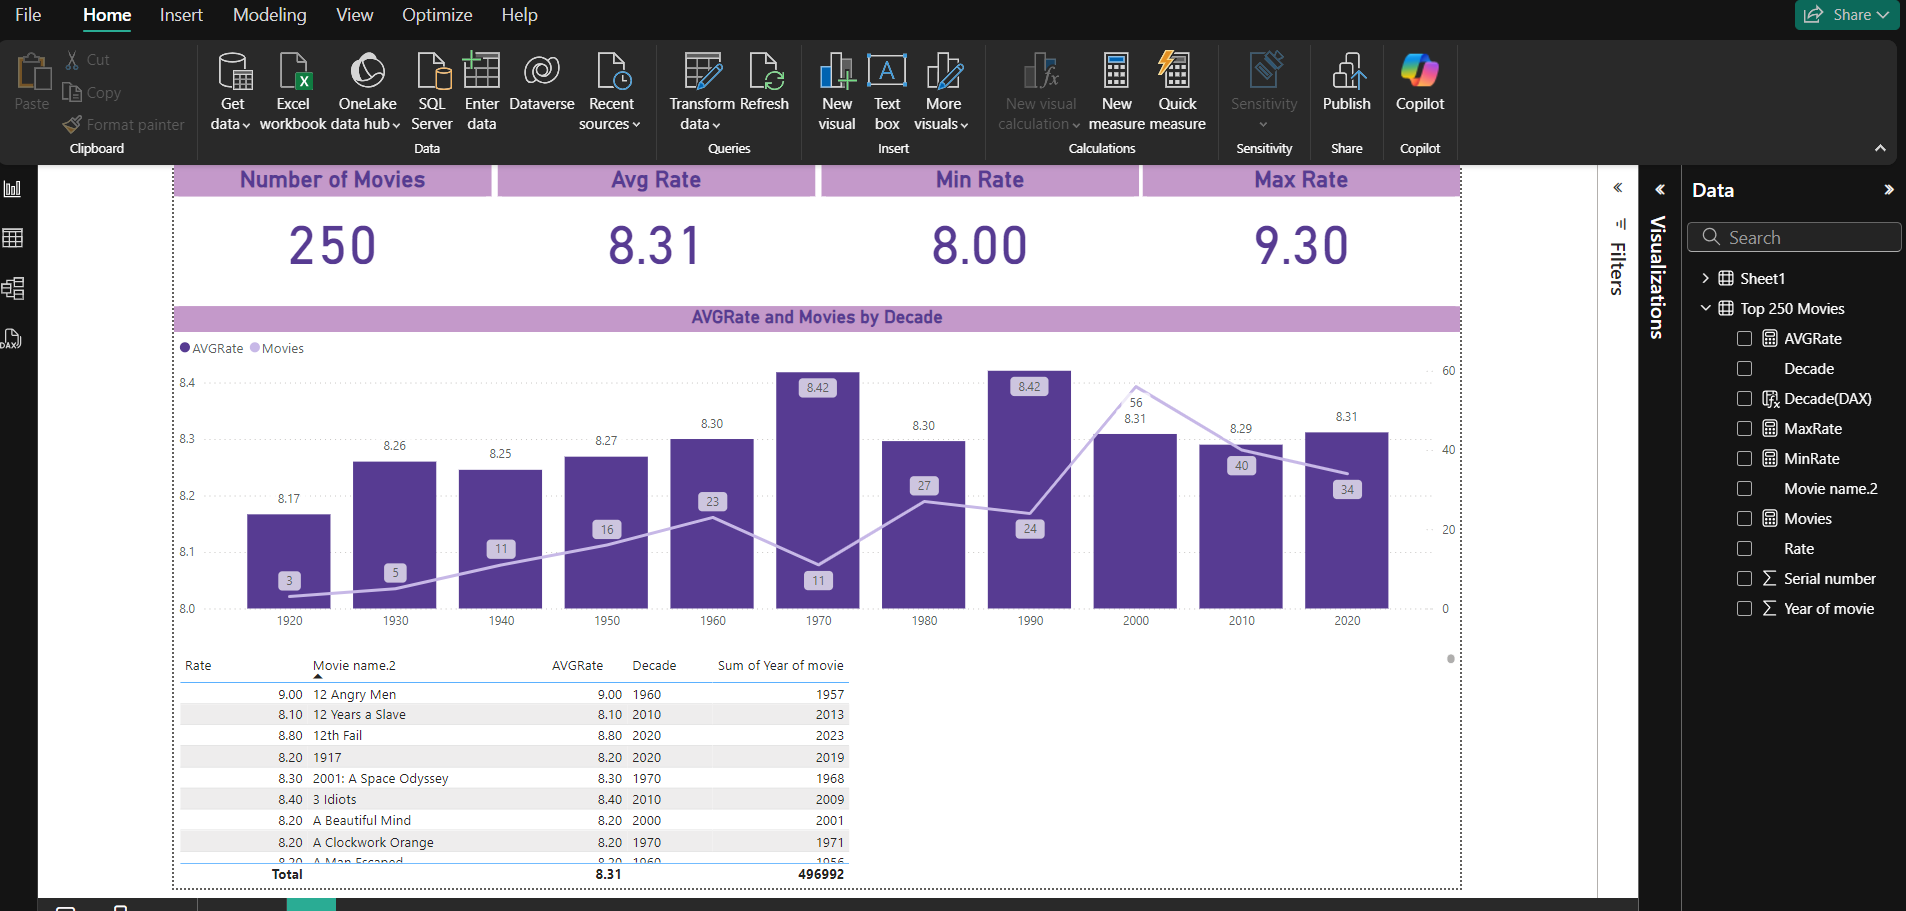 File Home Insert Modeling View Optimize Help Share
Paste Cut
Copy
Format painter
Clipboard
Get data
Excel workbook
OneLake data hub
SQL Server
Enter data
Dataverse
Recent sources
Data
Transform data
Refresh
Queries
New visual
Text box
More visuals
Insert
New visual calculation
New measure
Quick measure
Calculations
Sensitivity
Sensitivity
Publish
Share
Copilot
Copilot
DAX
Number of Movies Avg Rate Min Rate Max Rate
250 8.31 8.00 9.30
AVGRate and Movies by Decade
AVGRate Movies
8.4
8.3
8.2
8.1
8.0
60
40
20
0
8.17 8.26 8.25 8.27 8.30 8.42 8.30 8.42 8.31 8.29 8.31
3 5 11 16 23 11 27 24 56 40 34
1920 1930 1940 1950 1960 1970 1980 1990 2000 2010 2020
Rate Movie name.2 AVGRate Decade Sum of Year of movie
9.00 12 Angry Men 9.00 1960 1957
8.10 12 Years a Slave 8.10 2010 2013
8.80 12th Fail 8.80 2020 2023
8.20 1917 8.20 2020 2019
8.30 2001: A Space Odyssey 8.30 1970 1968
8.40 3 Idiots 8.40 2010 2009
8.20 A Beautiful Mind 8.20 2000 2001
8.20 A Clockwork Orange 8.20 1970 1971
8.20 A Man Escaped 8.20 1960 1956
Total 8.31 496992
Filters
Visualizations
Data
Search
Sheet1
Top 250 Movies
AVGRate
Decade
Decade(DAX)
MaxRate
MinRate
Movie name.2
Movies
Rate
Serial number
Year of movie